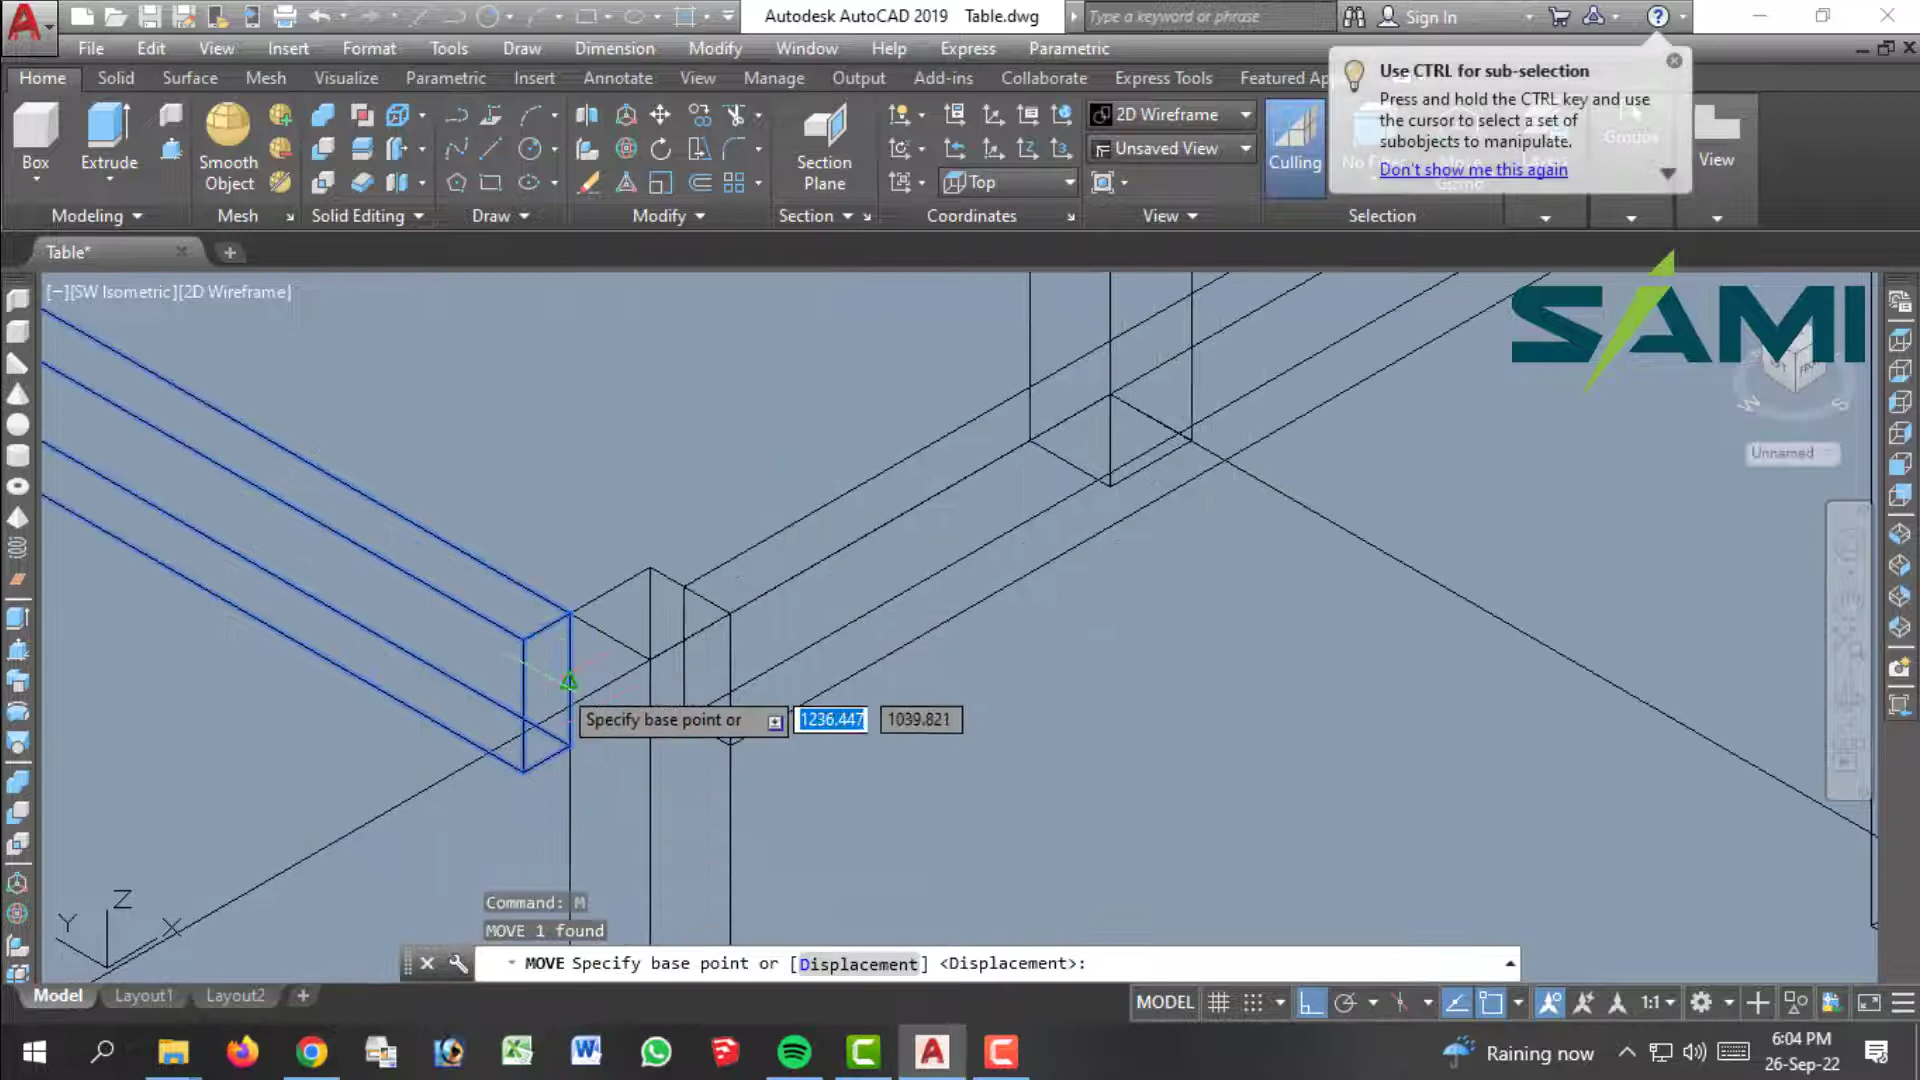 Autodesk AutoCAD 2019 Table.dwg
Type a keyword or phrase
Sign In
File Edit View Insert Format Tools Draw Dimension Modify Window Help Express Parametric
Home Solid Surface Mesh Visualize Parametric Insert Annotate View Manage Output Add-ins Collaborate Express Tools Featured Ap
Use CTRL for sub-selection
Press and hold the CTRL key and use
the cursor to select a set of
subobjects to manipulate.
Don't show me this again
Box
Extrude
Smooth
Object
Section
Plane
2D Wireframe
Unsaved View
Top
Culling
No Filter
Move
Gizmo
Groups
View
Modeling
Mesh
Solid Editing
Draw
Modify
Section
Coordinates
View
Selection
Table*
[−][SW Isometric][2D Wireframe]
SAMI
FRONT
W
S
Unnamed
Specify base point or
1236.447
1039.821
Z
Y
X
Command: M
MOVE 1 found
MOVE Specify base point or [Displacement] <Displacement>:
Model Layout1 Layout2
MODEL
1:1
Raining now
6:04 PM
26-Sep-22